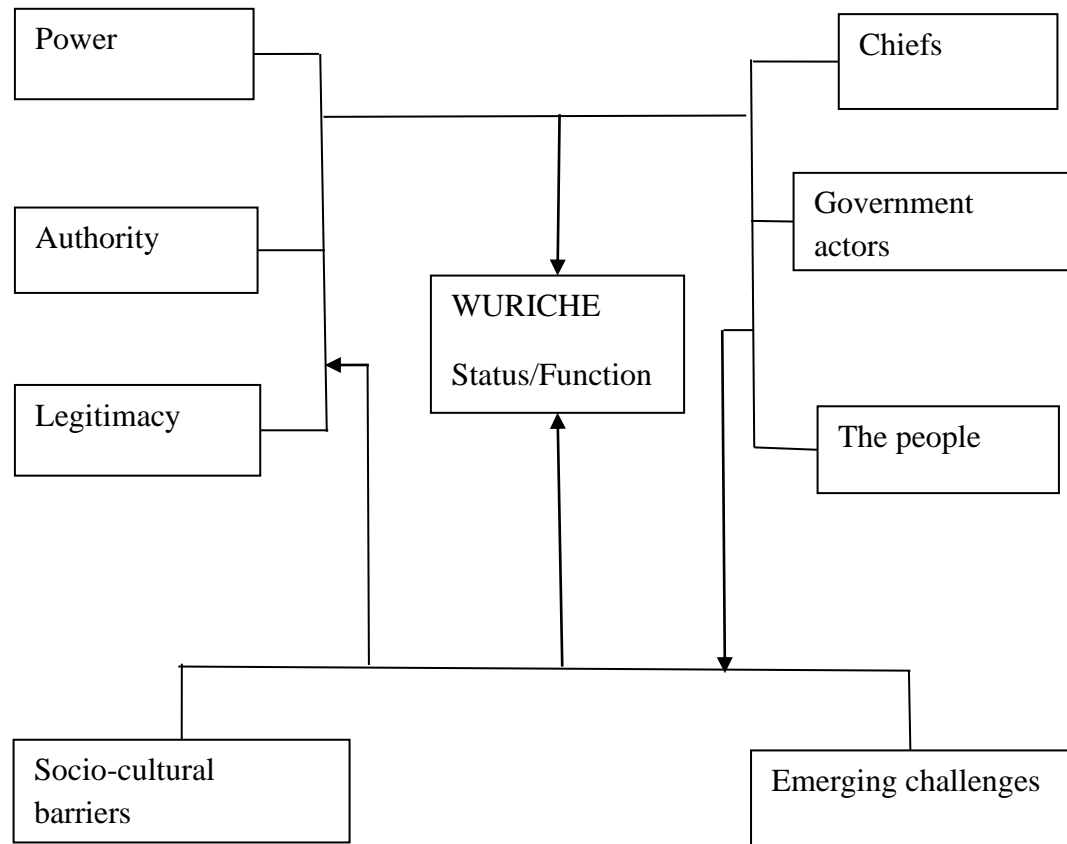 Power
Chiefs
Authority
Government
actors
WURICHE
Status/Function
Legitimacy
The people
Socio-cultural
barriers
Emerging challenges